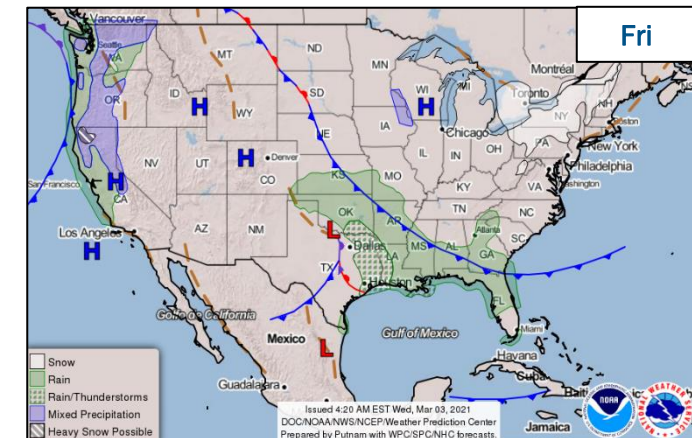 Fri
Vancouver
Seattle
WA
MT
ND
MN
Montréal
OR
ID
WY
SD
WI
Toronto
NY
NH
Boston
IA
NE
Chicago
PA
New York
Philadelphia
NV
UT
Denver
CO
KS
MO
IL
IN
OH
KY
VA
Washington
San Francisco
CA
H
H
H
H
H
Los Angeles
AZ
NM
OK
AR
TN
NC
SC
Atlanta
L
Dallas
TX
LA
MS
AL
GA
Houston
FL
Miami
Golfo de California
Mexico
L
Gulf of Mexico
Havana
Cuba
Guadalajara
Jamaica
Snow
Rain
Rain/Thunderstorms
Mixed Precipitation
Heavy Snow Possible
Issued 4:20 AM EST Wed, Mar 03, 2021
DOC/NOAA/NWS/NCEP/Weather Prediction Center
Prepared by Putnam with WPC/SPC/NHC forecasts.
NOAA